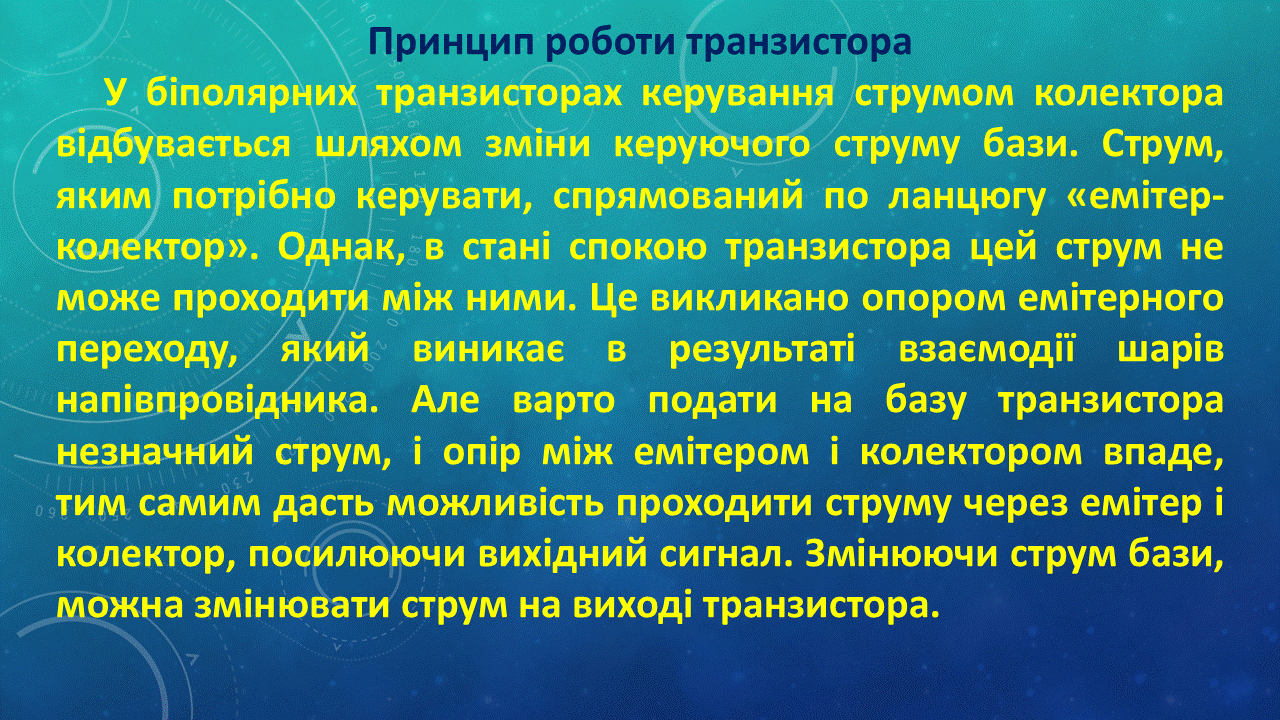 Принцип роботи транзистора
У біполярних транзисторах керування струмом колектора
відбувається шляхом зміни керуючого струму бази. Струм,
яким потрібно керувати, спрямований по ланцюгу «емітер-
колектор». Однак, в стані спокою транзистора цей струм не
може проходити між ними. Це викликано опором емітерного
переходу, який виникає в результаті взаємодії шарів
напівпровідника. Але варто подати на базу транзистора
незначний струм, і опір між емітером і колектором впаде,
тим самим дасть можливість проходити струму через емітер і
колектор, посилюючи вихідний сигнал. Змінюючи струм бази,
можна змінювати струм на виході транзистора.